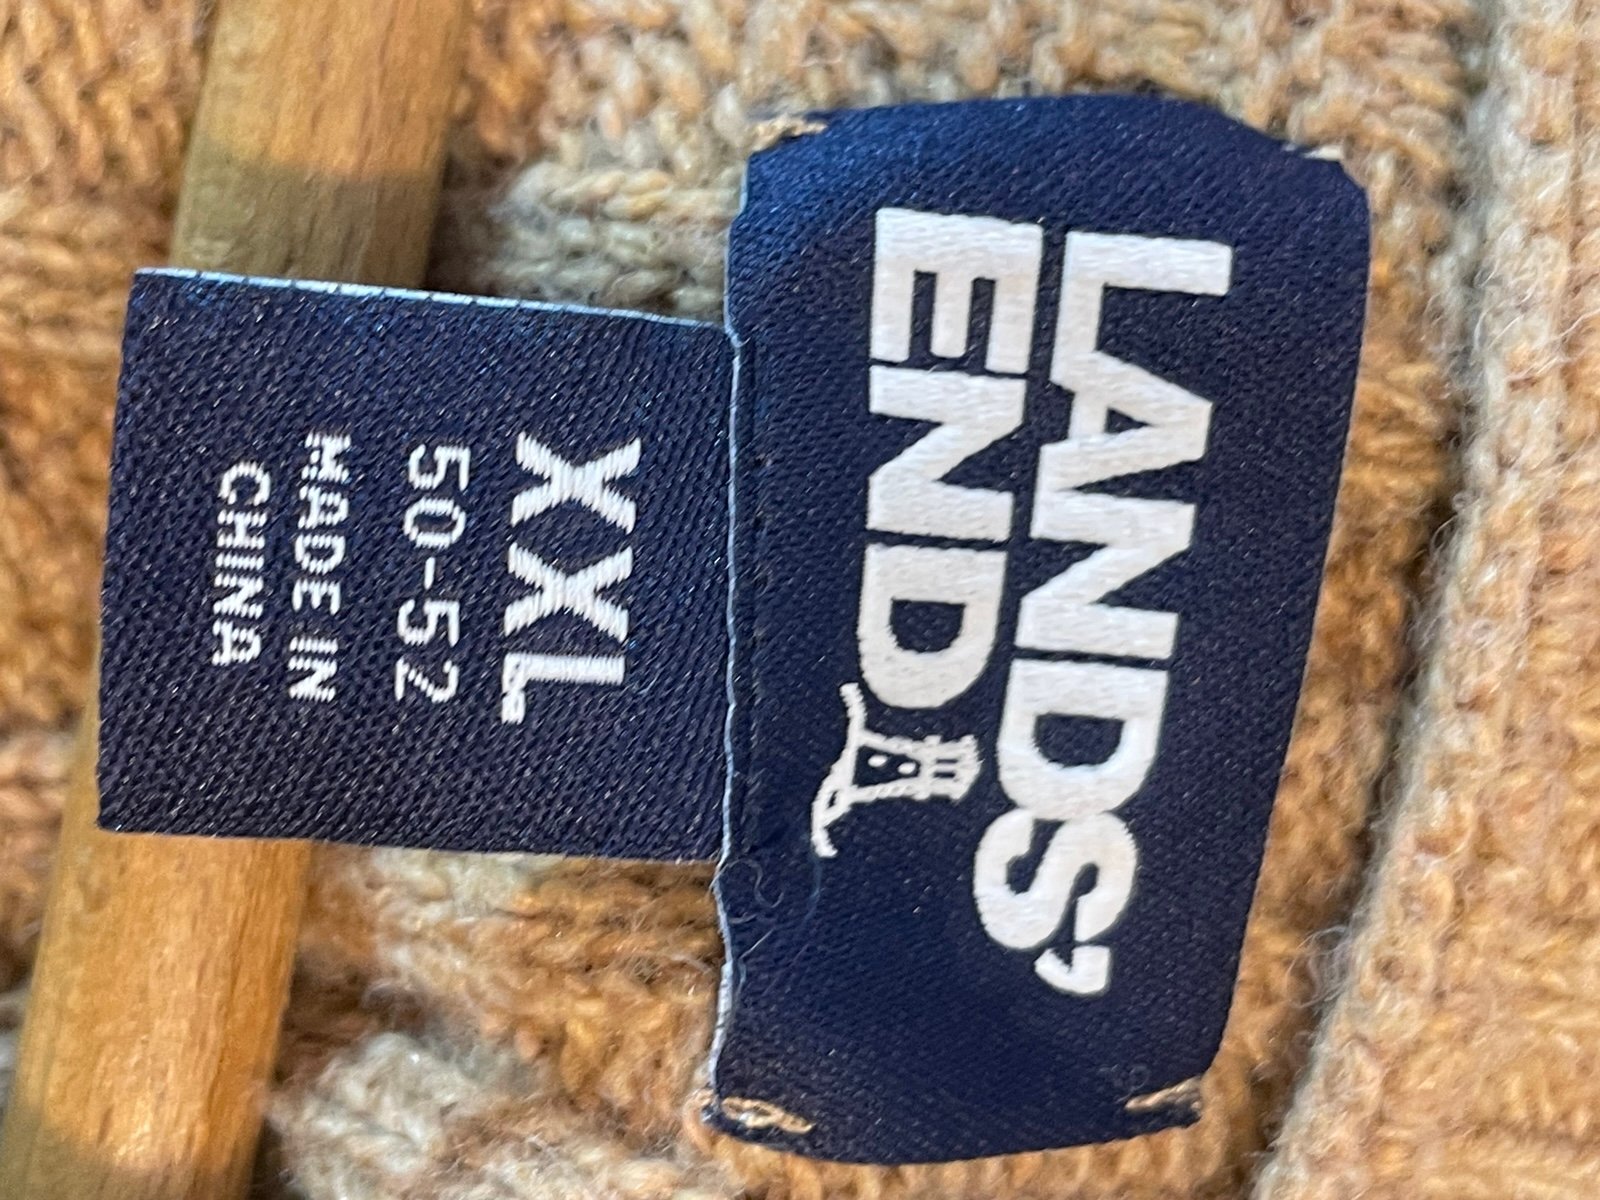 LANDS'
END
XXL
50-52
MADE IN
CHINA